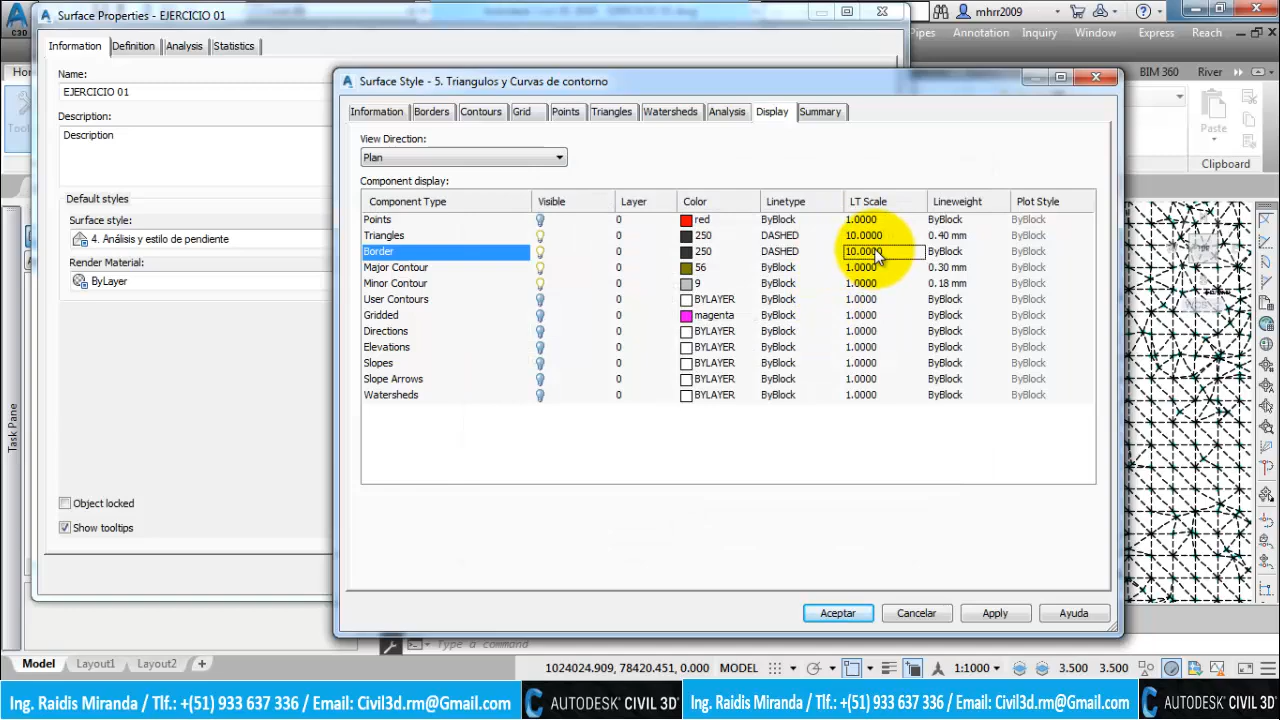 Surface Properties - EJERCICIO 01
mhrr2009
C3D
Pipes Annotation Inquiry Window Express Reach
Information Definition Analysis Statistics
BIM 360 River
Name:
EJERCICIO 01
Description:
Description
Default styles
Surface style:
4. Análisis y estilo de pendiente
Render Material:
ByLayer
Object locked
Show tooltips
Task Pane
Paste
Clipboard
Surface Style - 5. Triangulos y Curvas de contorno
Information Borders Contours Grid Points Triangles Watersheds Analysis Display Summary
View Direction:
Plan
Component display:
Component Type Visible Layer Color Linetype LT Scale Lineweight Plot Style
Points 0 red ByBlock 1.0000 ByBlock ByBlock
Triangles 0 250 DASHED 10.0000 0.40 mm ByBlock
Border 0 250 DASHED 10.0000 ByBlock ByBlock
Major Contour 0 56 ByBlock 1.0000 0.30 mm ByBlock
Minor Contour 0 9 ByBlock 1.0000 0.18 mm ByBlock
User Contours 0 BYLAYER ByBlock 1.0000 ByBlock ByBlock
Gridded 0 magenta ByBlock 1.0000 ByBlock ByBlock
Directions 0 BYLAYER ByBlock 1.0000 ByBlock ByBlock
Elevations 0 BYLAYER ByBlock 1.0000 ByBlock ByBlock
Slopes 0 BYLAYER ByBlock 1.0000 ByBlock ByBlock
Slope Arrows 0 BYLAYER ByBlock 1.0000 ByBlock ByBlock
Watersheds 0 BYLAYER ByBlock 1.0000 ByBlock ByBlock
Aceptar Cancelar Apply Ayuda
Type a command
Model Layout1 Layout2 +
1024024.909, 78420.451, 0.000 MODEL 1:1000 3.500 3.500
Ing. Raidis Miranda / Tlf.: +(51) 933 637 336 / Email: Civil3d.rm@Gmail.com
AUTODESK® CIVIL 3D®
Ing. Raidis Miranda / Tlf.: +(51) 933 637 336 / Email: Civil3d.rm@Gmail.com
AUTODESK® CIVIL 3D